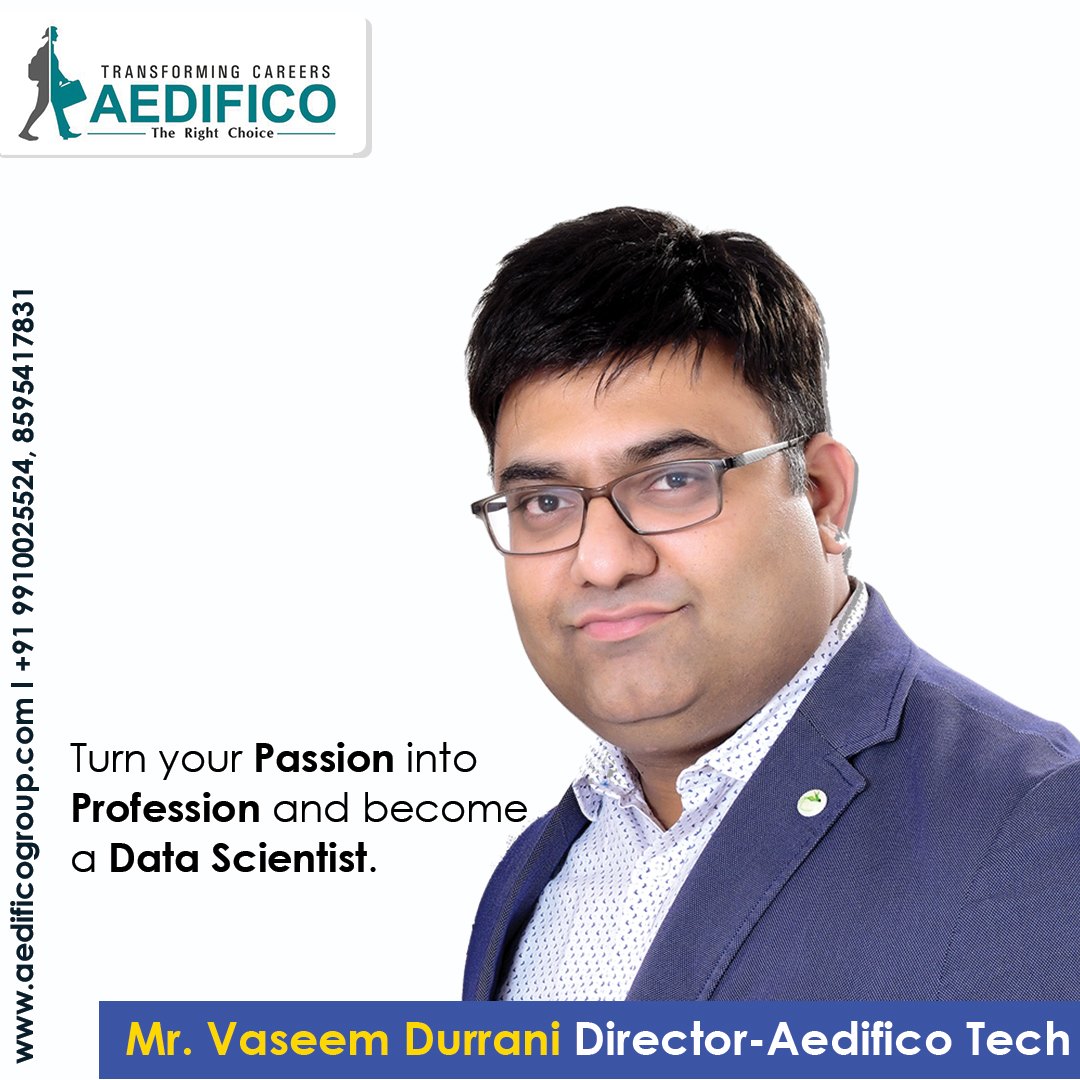 TRANSFORMING CAREERS
AEDIFICO
The Right Choice
www.aedificogroup.com | +91 9910025524, 8595417831
Turn your Passion into
Profession and become
a Data Scientist.
Mr. Vaseem Durrani Director-Aedifico Tech